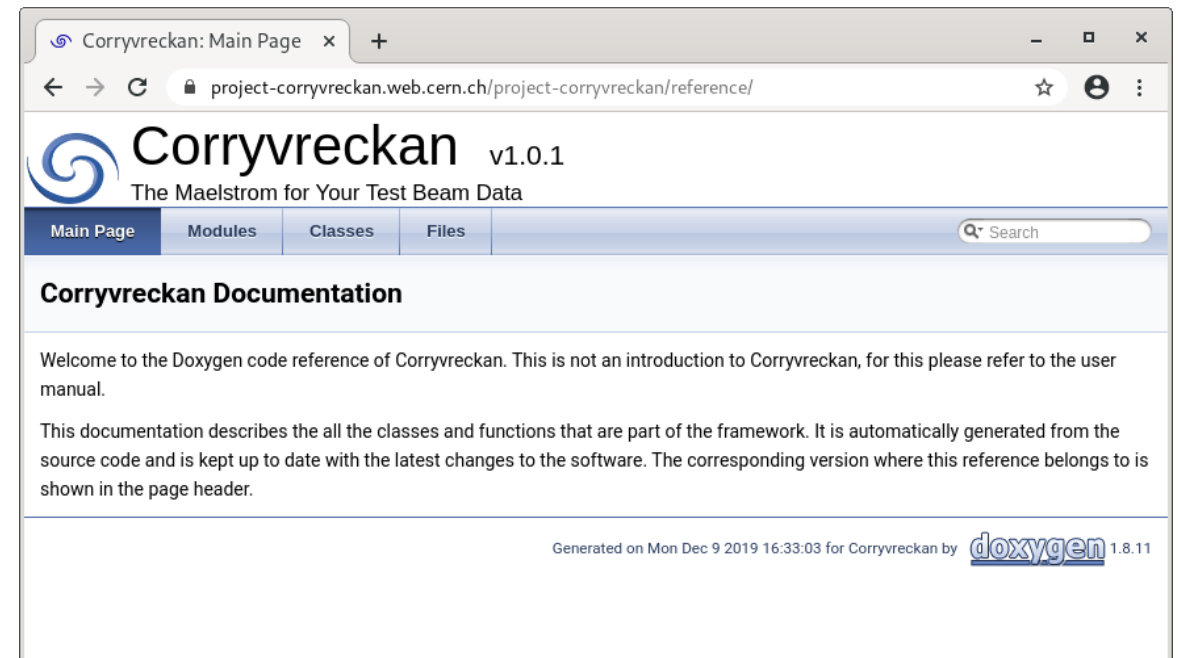 Corryvreckan: Main Page
project-corryvreckan.web.cern.ch/project-corryvreckan/reference/
Corryvreckan v1.0.1
The Maelstrom for Your Test Beam Data
Main Page Modules Classes Files Search
Corryvreckan Documentation
Welcome to the Doxygen code reference of Corryvreckan. This is not an introduction to Corryvreckan, for this please refer to the user
manual.
This documentation describes the all the classes and functions that are part of the framework. It is automatically generated from the
source code and is kept up to date with the latest changes to the software. The corresponding version where this reference belongs to is
shown in the page header.
Generated on Mon Dec 9 2019 16:33:03 for Corryvreckan by doxygen 1.8.11